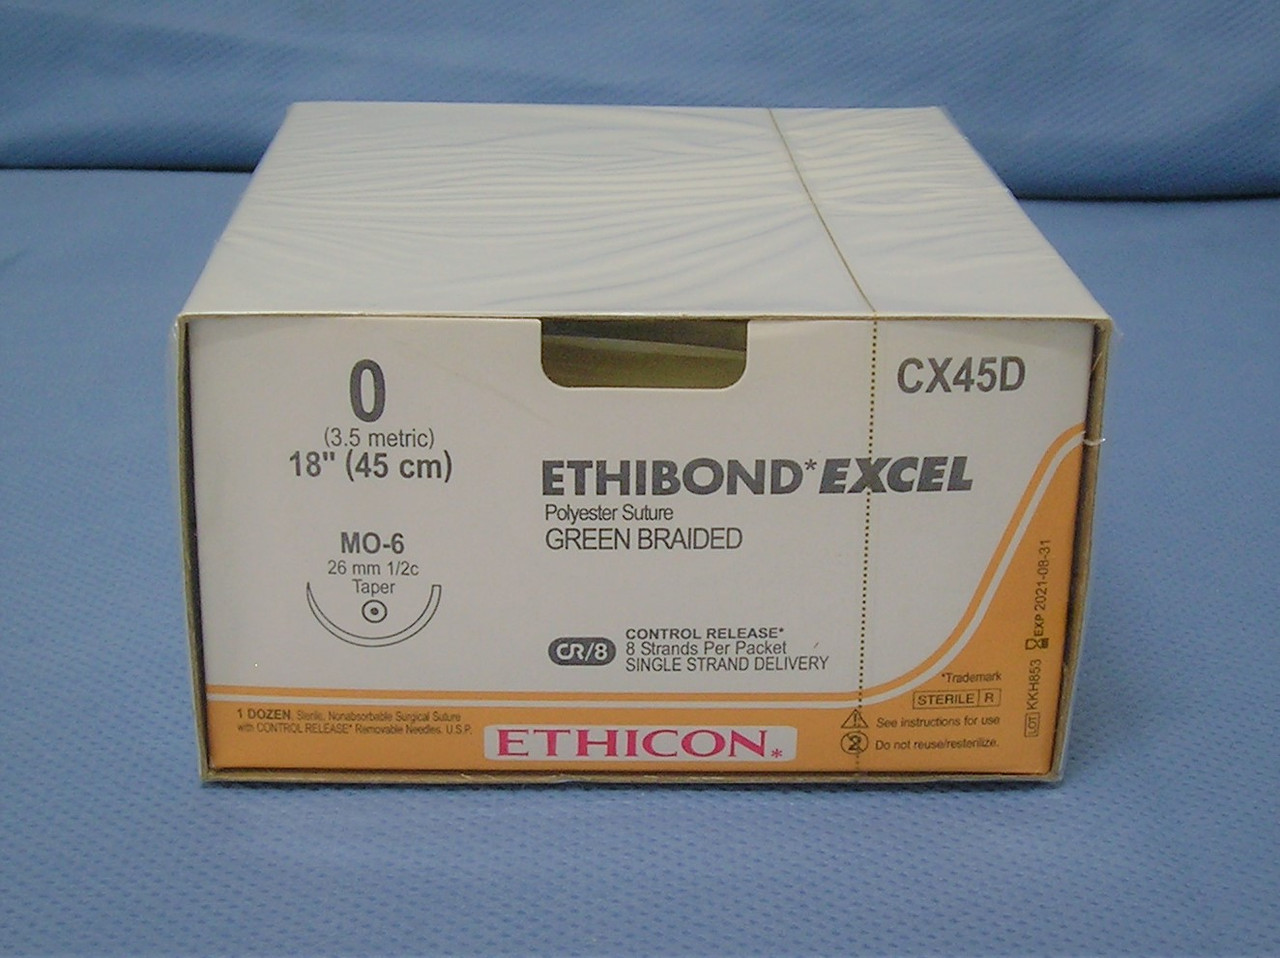 0
(3.5 metric)
18" (45 cm)
MO-6
26 mm 1/2c
Taper
CX45D
ETHIBOND*EXCEL
Polyester Suture
GREEN BRAIDED
CR/8
CONTROL RELEASE*
8 Strands Per Packet
SINGLE STRAND DELIVERY
1 DOZEN Sterile, Nonabsorbable Surgical Suture
with CONTROL RELEASE* Removable Needles. U.S.P.
ETHICON*
*Trademark
STERILE R
See instructions for use
Do not reuse/resterilize.
LOT KKH853 EXP 2021-08-31